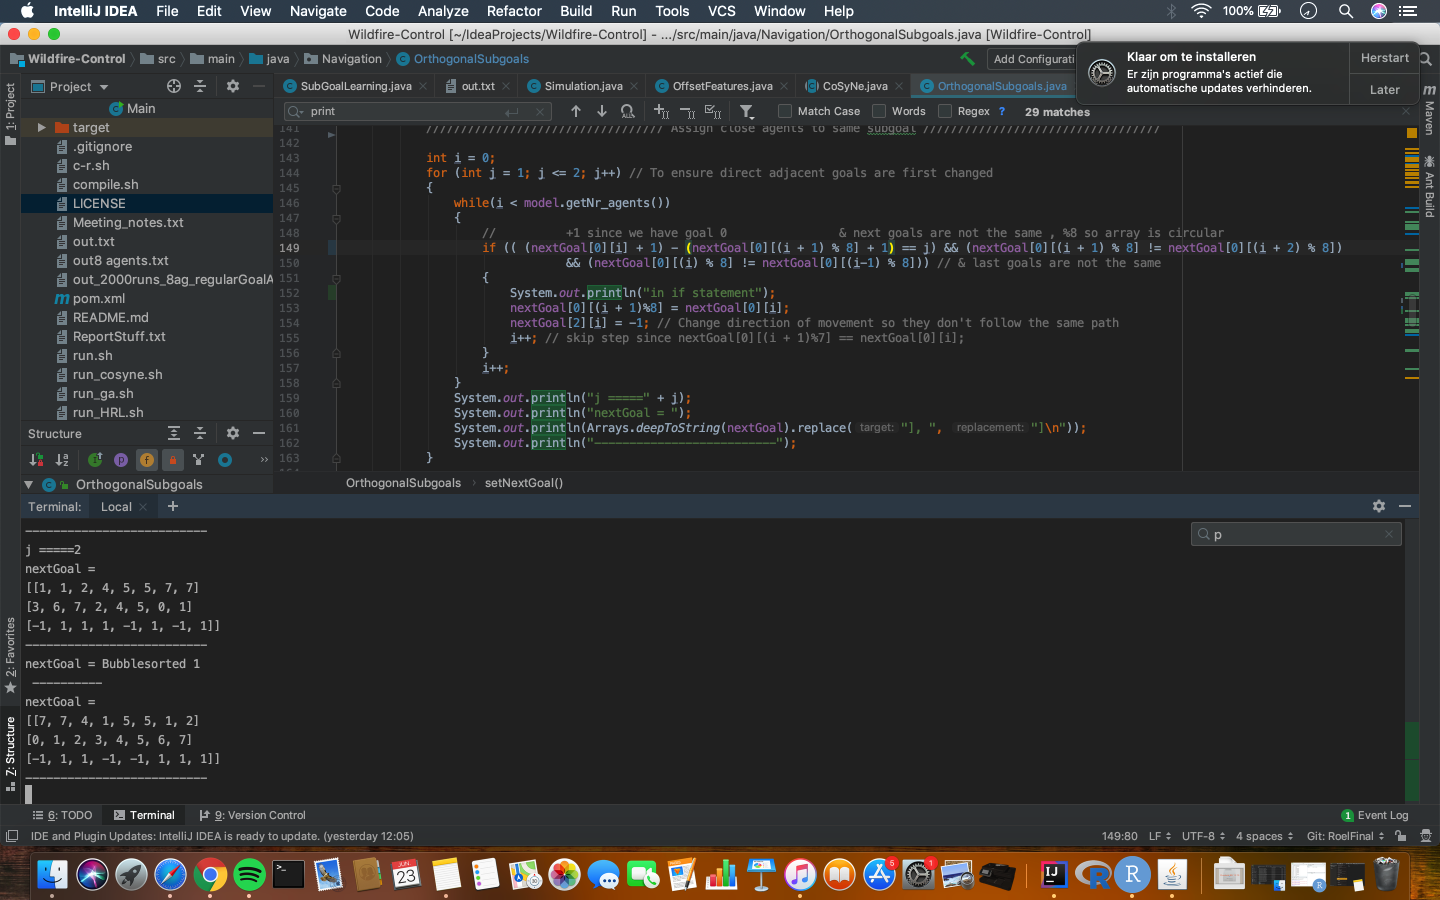 IntelliJ IDEA File Edit View Navigate Code Analyze Refactor Build Run Tools VCS Window Help 100%
Wildfire-Control [~/IdeaProjects/Wildfire-Control] - .../src/main/java/Navigation/OrthogonalSubgoals.java [Wildfire-Control]
Wildfire-Control src main java Navigation OrthogonalSubgoals Add Configurati
Klaar om te installeren
Er zijn programma's actief die
automatische updates verhinderen.
Herstart
Later
Project
SubGoalLearning.java out.txt Simulation.java OffsetFeatures.java CoSyNe.java OrthogonalSubgoals.java
print Match Case Words Regex ? 29 matches
1: Project
Main
target
.gitignore
c-r.sh
compile.sh
LICENSE
Meeting_notes.txt
out.txt
out8 agents.txt
out_2000runs_8ag_regularGoalA
pom.xml
README.md
ReportStuff.txt
run.sh
run_cosyne.sh
run_ga.sh
run_HRL.sh
Structure
OrthogonalSubgoals
141 ////////////////////////////////// Assign close agents to same subgoal //////////////////////////////////
142
143 int i = 0;
144 for (int j = 1; j <= 2; j++) // To ensure direct adjacent goals are first changed
145 {
146 while(i < model.getNr_agents())
147 {
148 // +1 since we have goal 0 & next goals are not the same , %8 so array is circular
149 if (( (nextGoal[0][i] + 1) - (nextGoal[0][(i + 1) % 8] + 1) == j) && (nextGoal[0][(i + 1) % 8] != nextGoal[0][(i + 2) % 8])
150 && (nextGoal[0][(i) % 8] != nextGoal[0][(i-1) % 8])) // & last goals are not the same
151 {
152 System.out.println("in if statement");
153 nextGoal[0][(i + 1)%8] = nextGoal[0][i];
154 nextGoal[2][i] = -1; // Change direction of movement so they don't follow the same path
155 i++; // skip step since nextGoal[0][(i + 1)%7] == nextGoal[0][i];
156 }
157 i++;
158 }
159 System.out.println("j =====" + j);
160 System.out.println("nextGoal = ");
161 System.out.println(Arrays.deepToString(nextGoal).replace( target: "], ", replacement: "]\n"));
162 System.out.println("--------------------------");
163 }
OrthogonalSubgoals setNextGoal()
Maven
Ant Build
Terminal: Local +
p
--------------------------
j =====2
nextGoal =
[[1, 1, 2, 4, 5, 5, 7, 7]
[3, 6, 7, 2, 4, 5, 0, 1]
[-1, 1, 1, 1, -1, 1, -1, 1]]
--------------------------
nextGoal = Bubblesorted 1
----------
nextGoal =
[[7, 7, 4, 1, 5, 5, 1, 2]
[0, 1, 2, 3, 4, 5, 6, 7]
[-1, 1, 1, -1, -1, 1, 1, 1]]
--------------------------
2: Favorites
Z: Structure
6: TODO Terminal 9: Version Control 1 Event Log
IDE and Plugin Updates: IntelliJ IDEA is ready to update. (yesterday 12:05) 149:80 LF UTF-8 4 spaces Git: RoelFinal
JUN
23
6
1
IJ
R
R